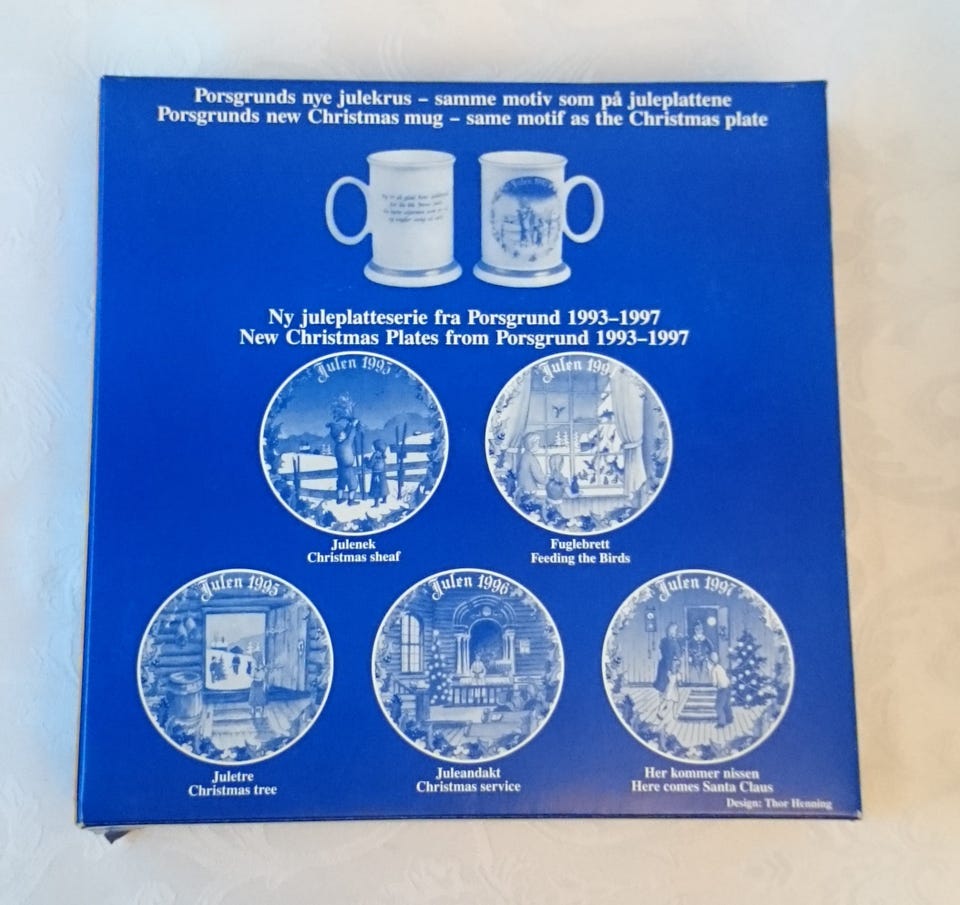 Porsgrunds nye julekrus – samme motiv som på juleplattene
Porsgrunds new Christmas mug – same motif as the Christmas plate
Ny juleplatteserie fra Porsgrund 1993–1997
New Christmas Plates from Porsgrund 1993–1997
Julen 1993
Julen 1994
Julenek
Christmas sheaf
Fuglebrett
Feeding the Birds
Julen 1995
Julen 1996
Julen 1997
Juletre
Christmas tree
Juleandakt
Christmas service
Her kommer nissen
Here comes Santa Claus
Design: Thor Henning